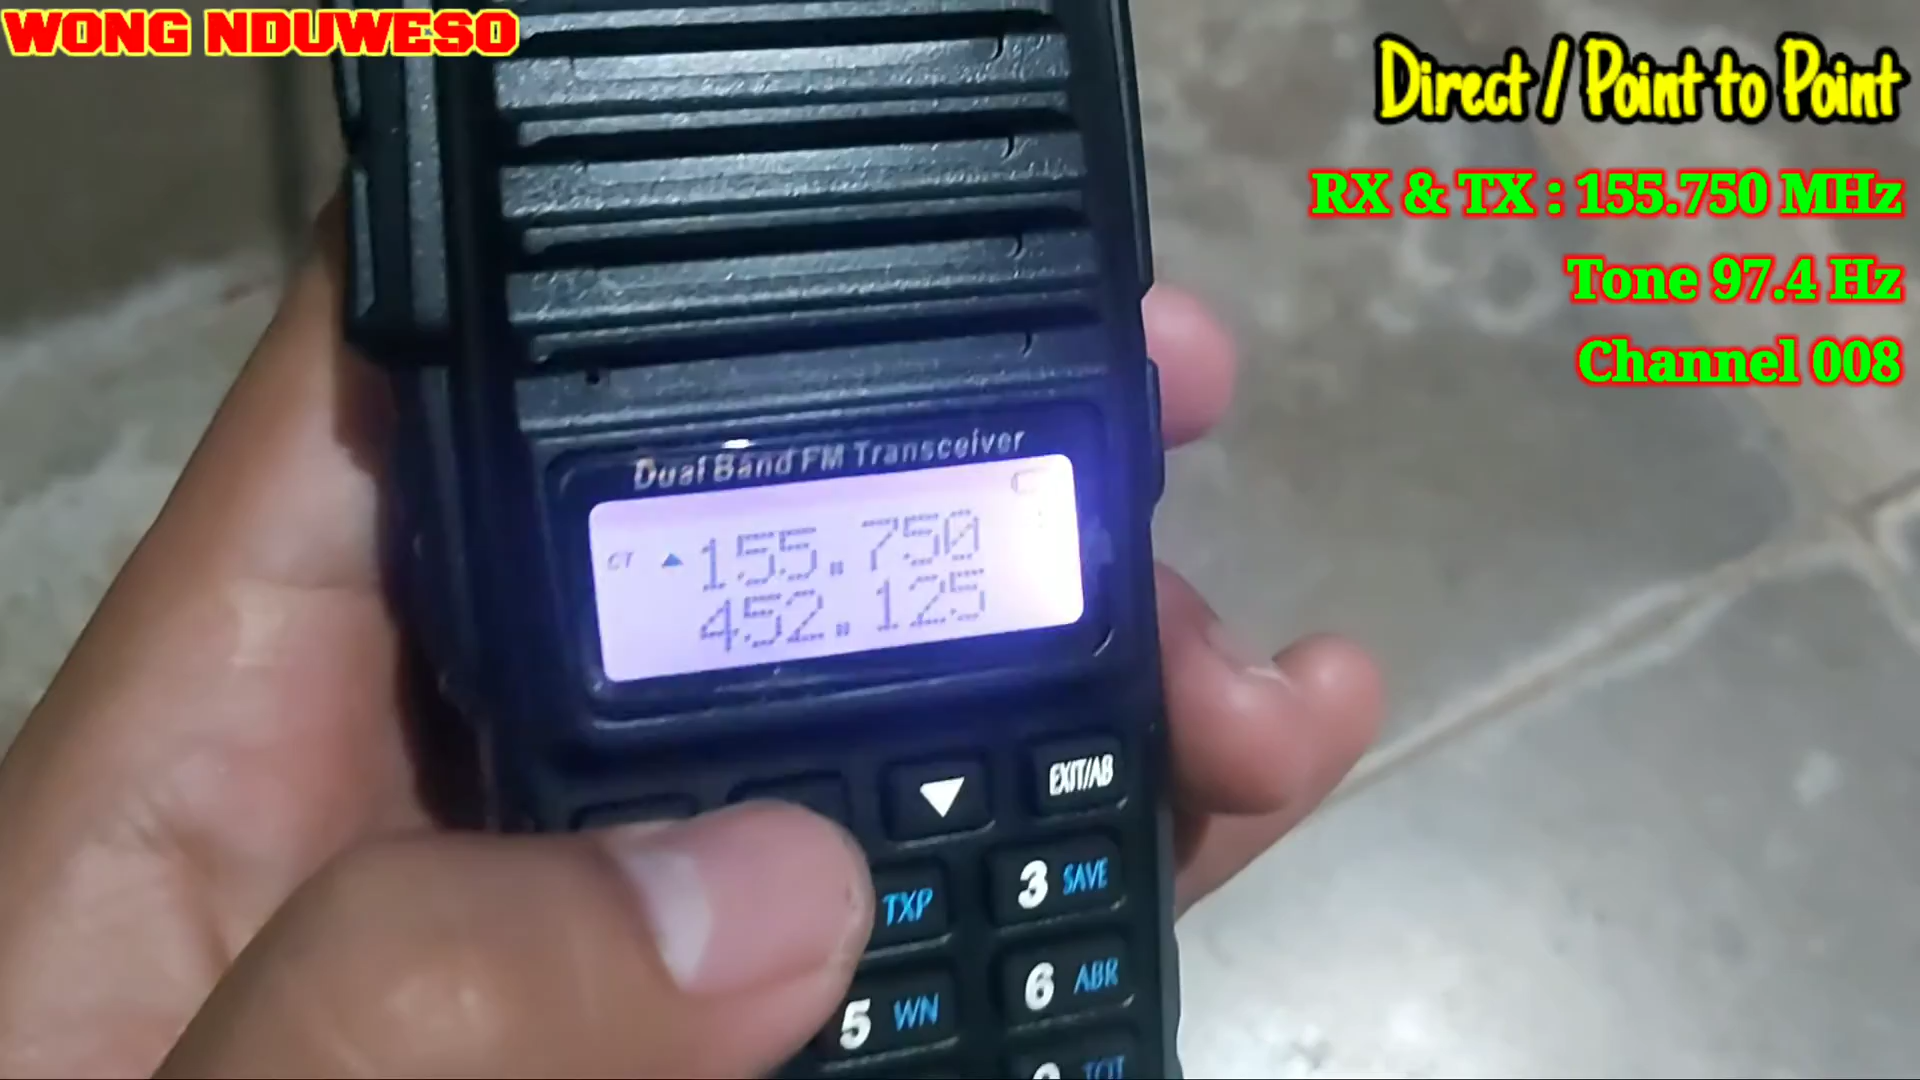 WONG NDUWESO
Direct / Point to Point
RX & TX : 155.750 MHz
Tone 97.4 Hz
Channel 008
Dual Band FM Transceiver
CT ▲155.750
452.125
▼ EXIT/AB
TXP 3 SAVE
5 WN 6 ABR